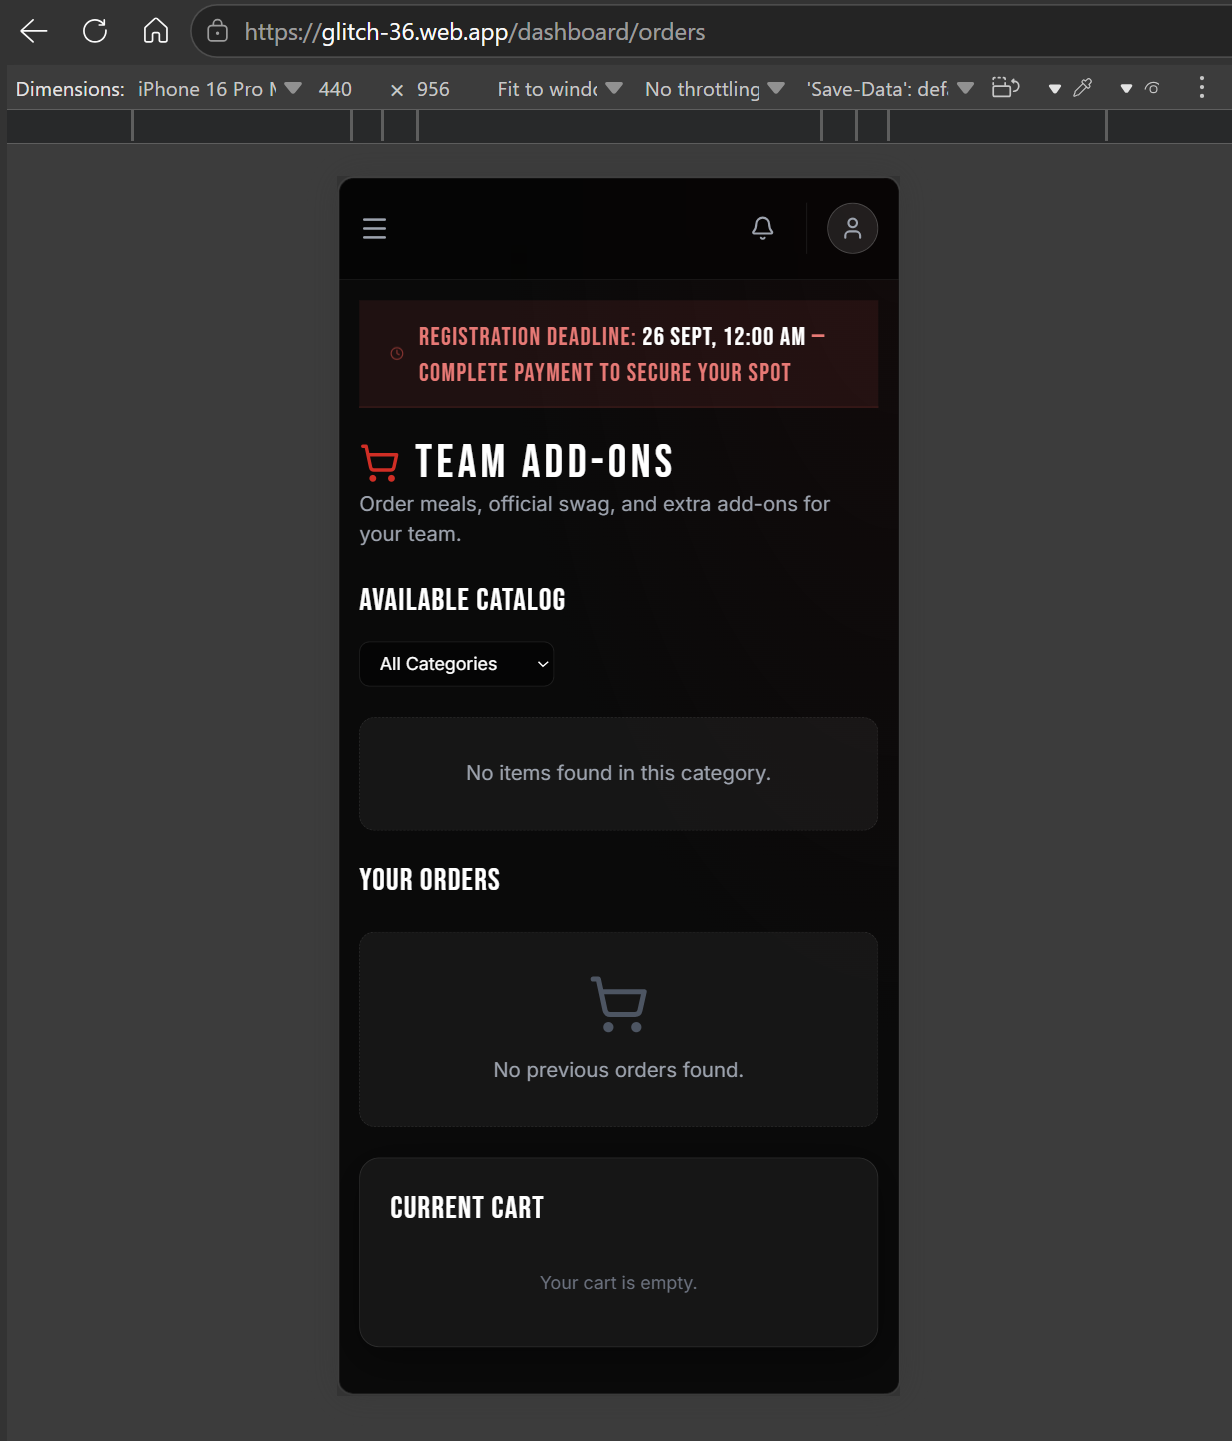 https://glitch-36.web.app/dashboard/orders
Dimensions: iPhone 16 Pro 440 × 956 Fit to No throttling 'Save-Data':
REGISTRATION DEADLINE: 26 SEPT, 12:00 AM —
COMPLETE PAYMENT TO SECURE YOUR SPOT
TEAM ADD-ONS
Order meals, official swag, and extra add-ons for
your team.
AVAILABLE CATALOG
All Categories
No items found in this category.
YOUR ORDERS
No previous orders found.
CURRENT CART
Your cart is empty.